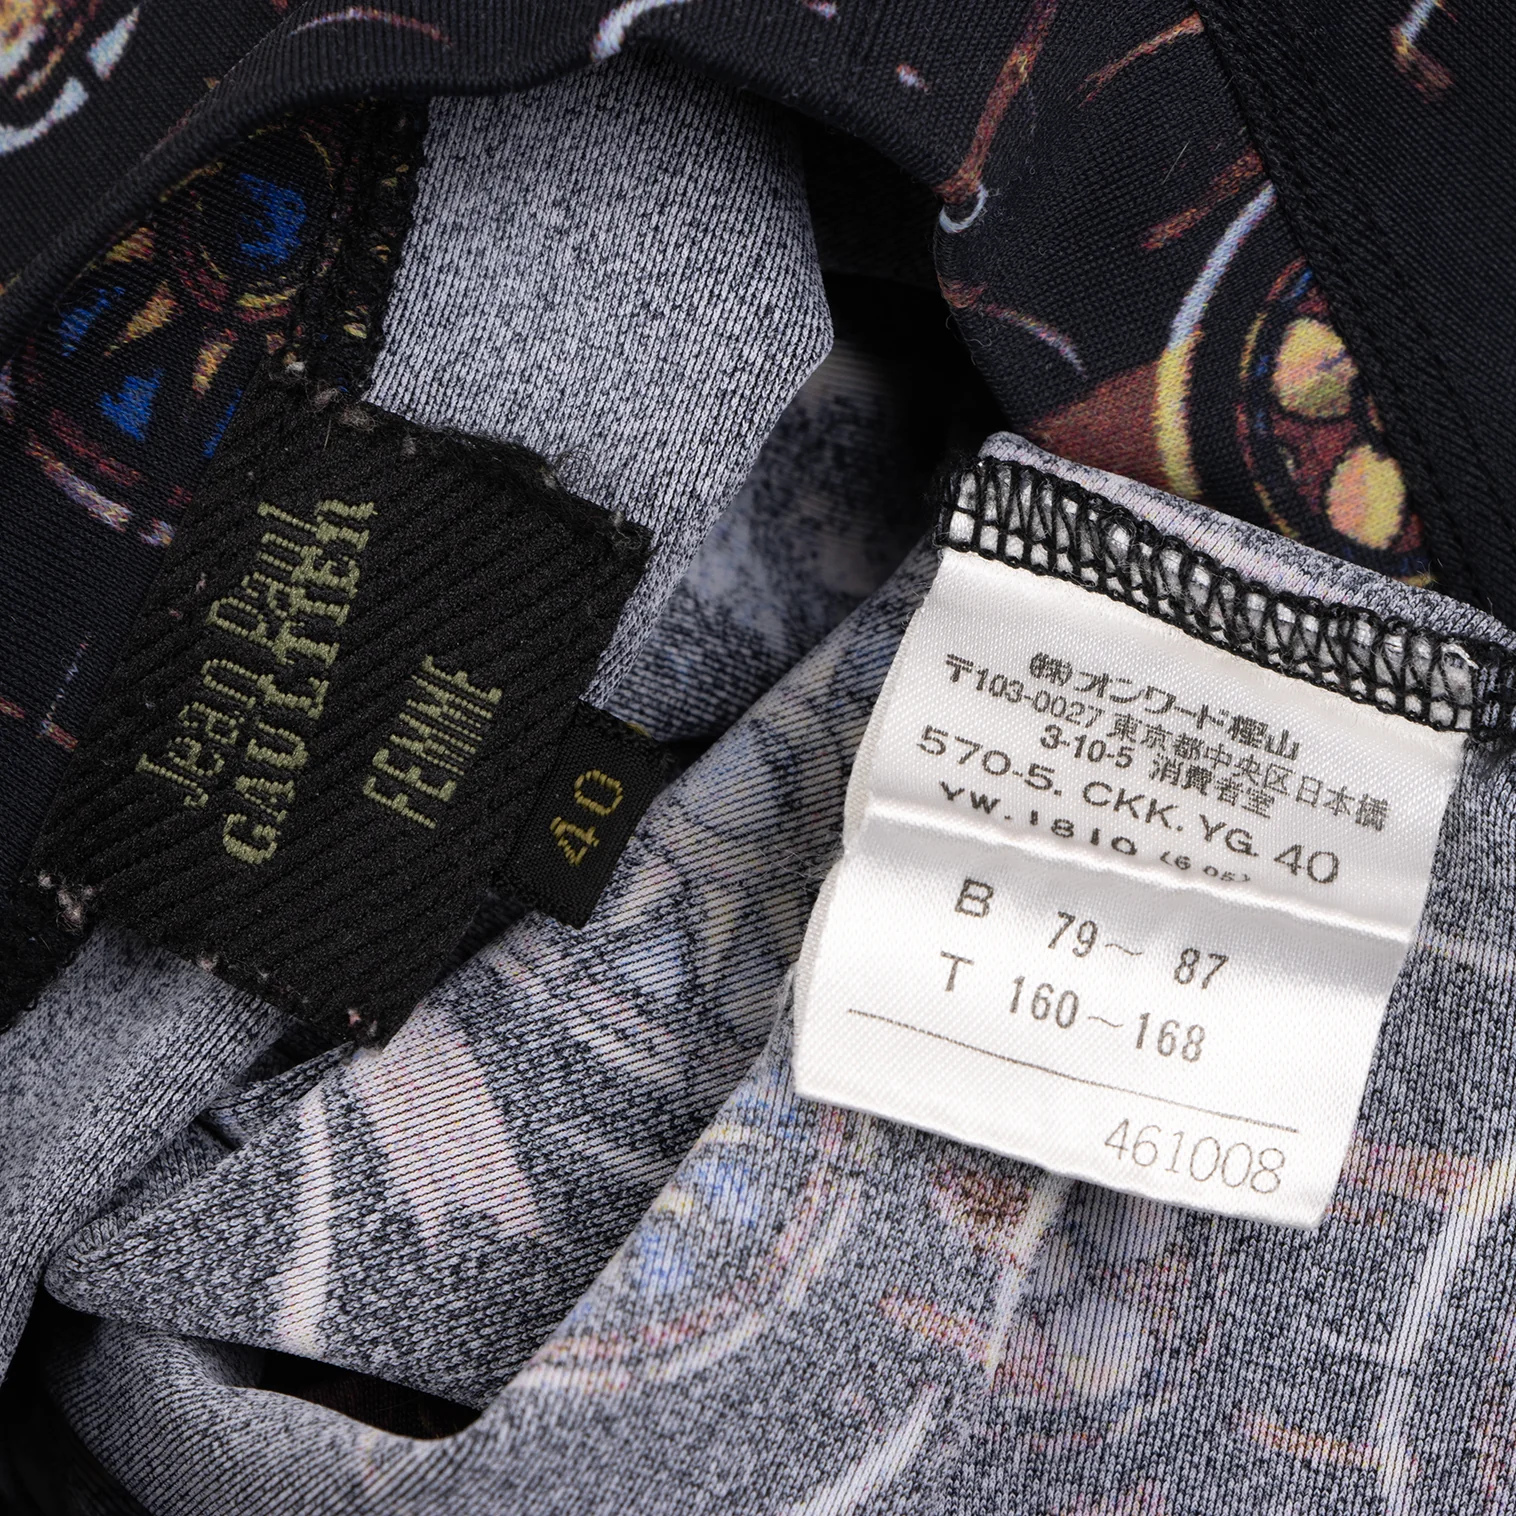 Jean Paul
GAULTIER
FEMME
40
㈱オンワード樫山
〒103-0027 東京都中央区日本橋
3-10-5 消費者室
570-5. CKK. YG. 40
YW. 1810 (6.05)
B 79～ 87
T 160～168
461008